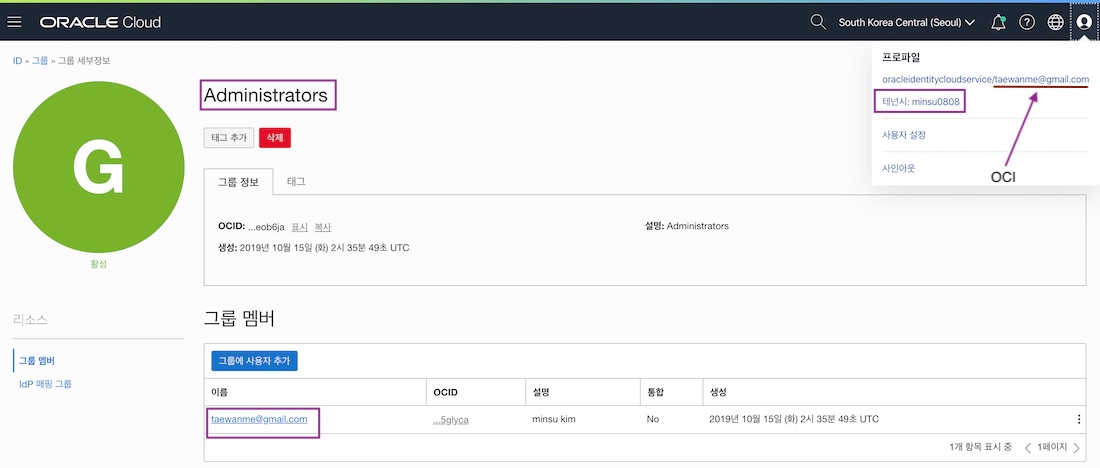 ORACLE Cloud
South Korea Central (Seoul)
ID » 그룹 » 그룹 세부정보
프로파일
oracleidentitycloudservice/taewanme@gmail.com
테넌시: minsu0808
사용자 설정
사인아웃
OCI
G
활성
Administrators
태그 추가
삭제
그룹 정보
태그
OCID: ...eob6ja 표시 복사
설명: Administrators
생성: 2019년 10월 15일 (화) 2시 35분 49초 UTC
리소스
그룹 멤버
IdP 매핑 그룹
그룹 멤버
그룹에 사용자 추가
이름 OCID 설명 통합 생성
taewanme@gmail.com ...5glyca minsu kim No 2019년 10월 15일 (화) 2시 35분 49초 UTC
1개 항목 표시 중 1페이지